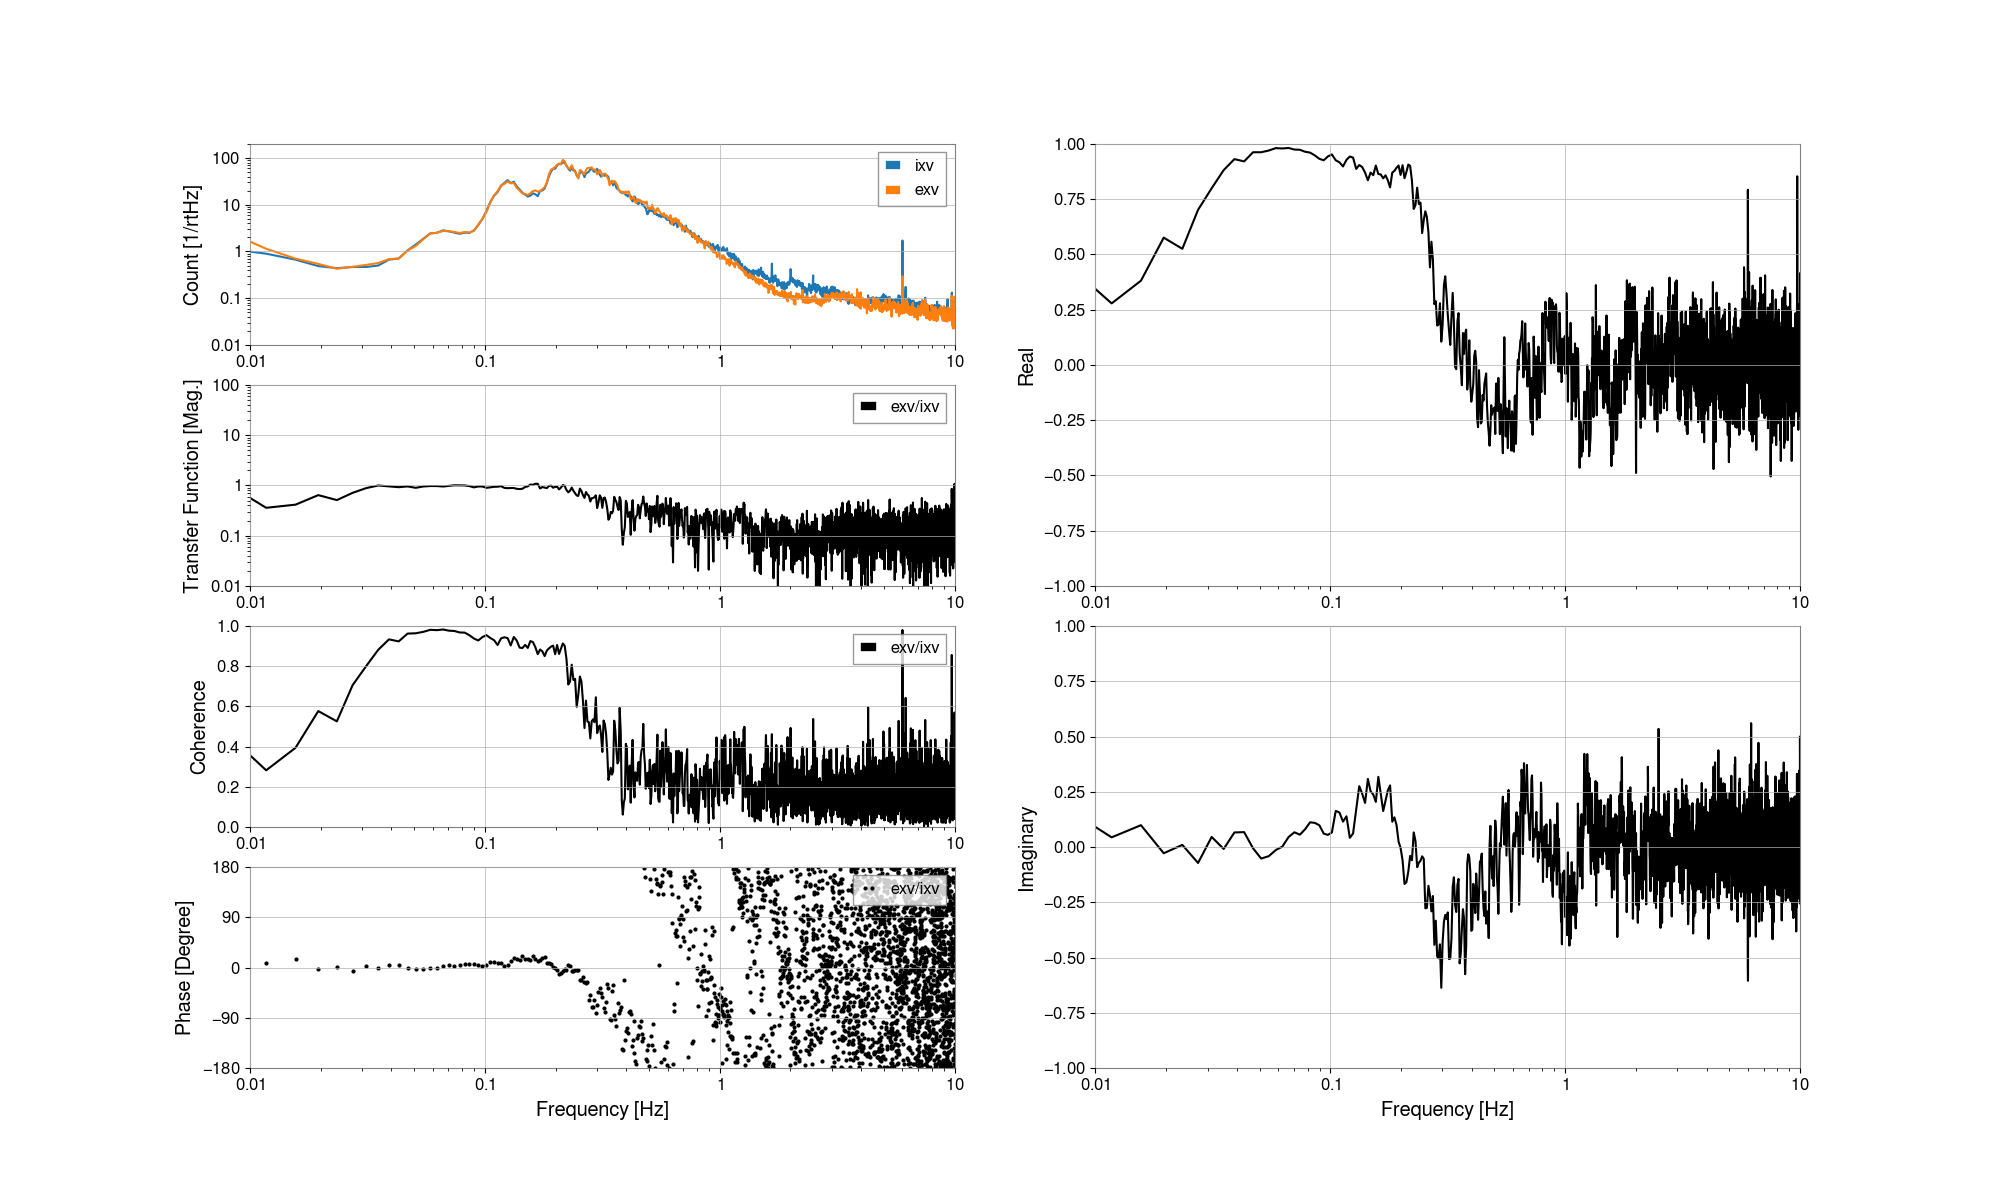 100
10
1
0.1
0.01
Count [1/rtHz]
ixv
exv
0.01 0.1 1 10
100
10
1
0.1
0.01
Transfer Function [Mag.]
exv/ixv
0.01 0.1 1 10
1.0
0.8
0.6
0.4
0.2
0.0
Coherence
exv/ixv
0.01 0.1 1 10
180
90
0
−90
−180
Phase [Degree]
exv/ixv
0.01 0.1 1 10
Frequency [Hz]
1.00
0.75
0.50
0.25
0.00
−0.25
−0.50
−0.75
−1.00
Real
0.01 0.1 1 10
1.00
0.75
0.50
0.25
0.00
−0.25
−0.50
−0.75
−1.00
Imaginary
0.01 0.1 1 10
Frequency [Hz]